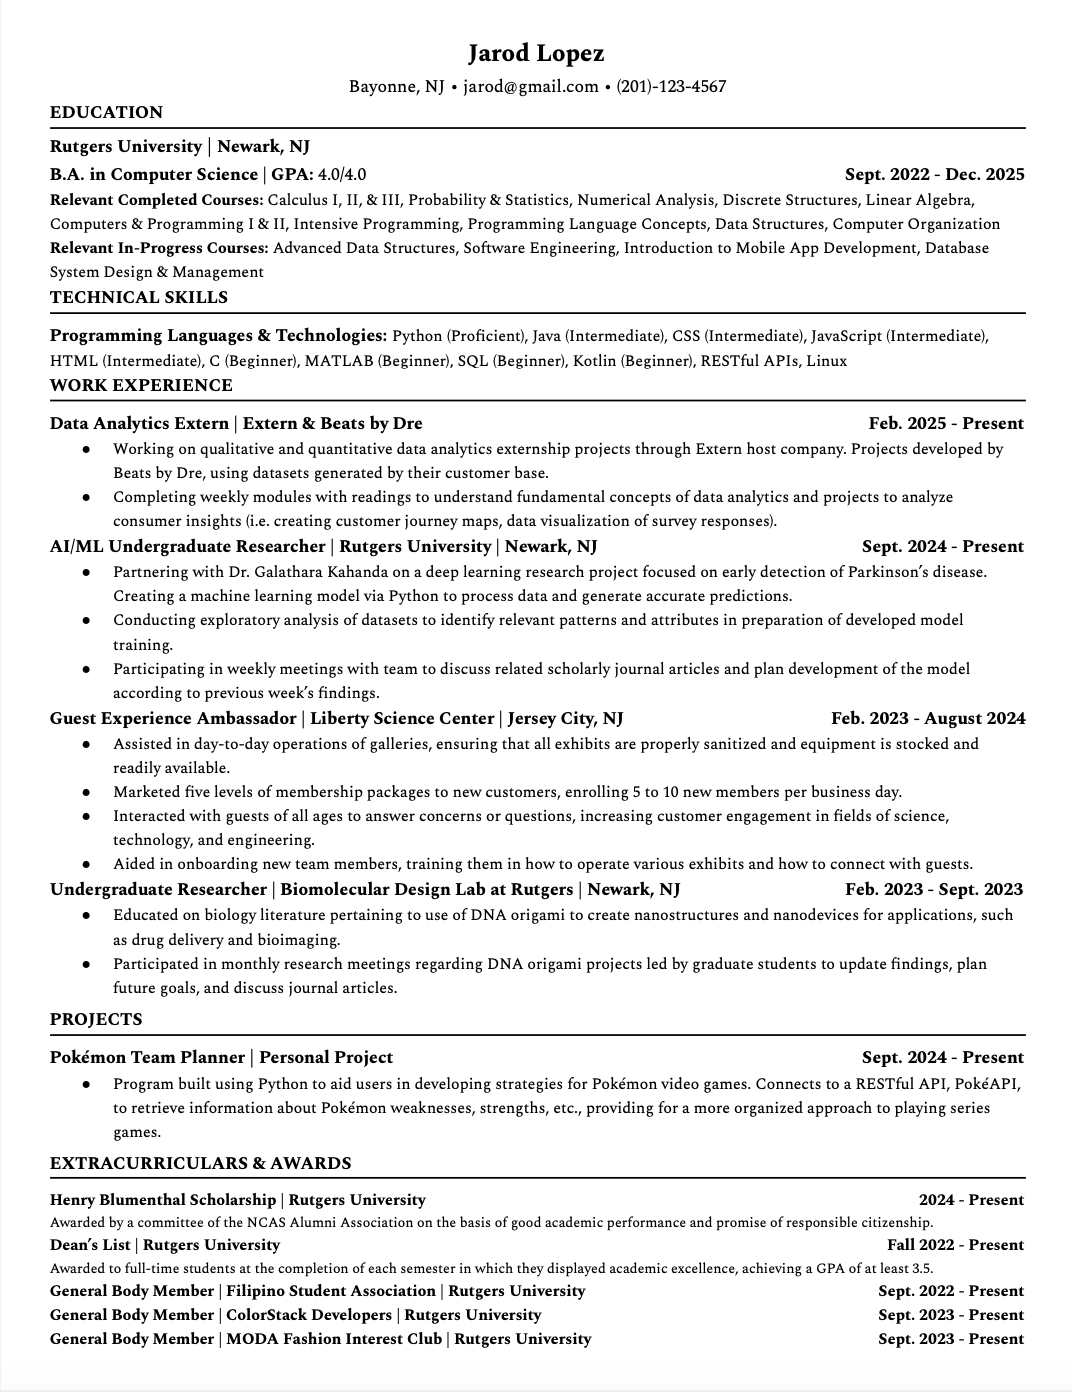 Jarod Lopez
Bayonne, NJ • jarod@gmail.com • (201)-123-4567
EDUCATION
Rutgers University | Newark, NJ
B.A. in Computer Science | GPA: 4.0/4.0 Sept. 2022 - Dec. 2025
Relevant Completed Courses: Calculus I, II, & III, Probability & Statistics, Numerical Analysis, Discrete Structures, Linear Algebra,
Computers & Programming I & II, Intensive Programming, Programming Language Concepts, Data Structures, Computer Organization
Relevant In-Progress Courses: Advanced Data Structures, Software Engineering, Introduction to Mobile App Development, Database
System Design & Management
TECHNICAL SKILLS
Programming Languages & Technologies: Python (Proficient), Java (Intermediate), CSS (Intermediate), JavaScript (Intermediate),
HTML (Intermediate), C (Beginner), MATLAB (Beginner), SQL (Beginner), Kotlin (Beginner), RESTful APIs, Linux
WORK EXPERIENCE
Data Analytics Extern | Extern & Beats by Dre Feb. 2025 - Present
● Working on qualitative and quantitative data analytics externship projects through Extern host company. Projects developed by
Beats by Dre, using datasets generated by their customer base.
● Completing weekly modules with readings to understand fundamental concepts of data analytics and projects to analyze
consumer insights (i.e. creating customer journey maps, data visualization of survey responses).
AI/ML Undergraduate Researcher | Rutgers University | Newark, NJ Sept. 2024 - Present
● Partnering with Dr. Galathara Kahanda on a deep learning research project focused on early detection of Parkinson's disease.
Creating a machine learning model via Python to process data and generate accurate predictions.
● Conducting exploratory analysis of datasets to identify relevant patterns and attributes in preparation of developed model
training.
● Participating in weekly meetings with team to discuss related scholarly journal articles and plan development of the model
according to previous week's findings.
Guest Experience Ambassador | Liberty Science Center | Jersey City, NJ Feb. 2023 - August 2024
● Assisted in day-to-day operations of galleries, ensuring that all exhibits are properly sanitized and equipment is stocked and
readily available.
● Marketed five levels of membership packages to new customers, enrolling 5 to 10 new members per business day.
● Interacted with guests of all ages to answer concerns or questions, increasing customer engagement in fields of science,
technology, and engineering.
● Aided in onboarding new team members, training them in how to operate various exhibits and how to connect with guests.
Undergraduate Researcher | Biomolecular Design Lab at Rutgers | Newark, NJ Feb. 2023 - Sept. 2023
● Educated on biology literature pertaining to use of DNA origami to create nanostructures and nanodevices for applications, such
as drug delivery and bioimaging.
● Participated in monthly research meetings regarding DNA origami projects led by graduate students to update findings, plan
future goals, and discuss journal articles.
PROJECTS
Pokémon Team Planner | Personal Project Sept. 2024 - Present
● Program built using Python to aid users in developing strategies for Pokémon video games. Connects to a RESTful API, PokéAPI,
to retrieve information about Pokémon weaknesses, strengths, etc., providing for a more organized approach to playing series
games.
EXTRACURRICULARS & AWARDS
Henry Blumenthal Scholarship | Rutgers University 2024 - Present
Awarded by a committee of the NCAS Alumni Association on the basis of good academic performance and promise of responsible citizenship.
Dean's List | Rutgers University Fall 2022 - Present
Awarded to full-time students at the completion of each semester in which they displayed academic excellence, achieving a GPA of at least 3.5.
General Body Member | Filipino Student Association | Rutgers University Sept. 2022 - Present
General Body Member | ColorStack Developers | Rutgers University Sept. 2023 - Present
General Body Member | MODA Fashion Interest Club | Rutgers University Sept. 2023 - Present